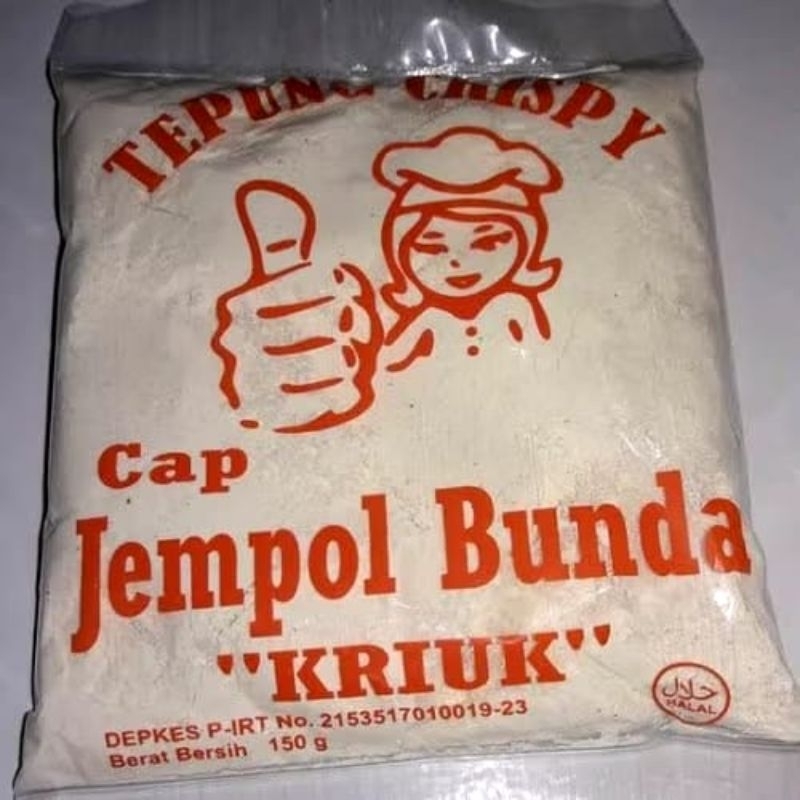 TEPUNG CRISPY
Cap
Jempol Bunda
"KRIUK"
DEPKES P-IRT No. 2153517010019-23
Berat Bersih 150 g
حلال
HALAL